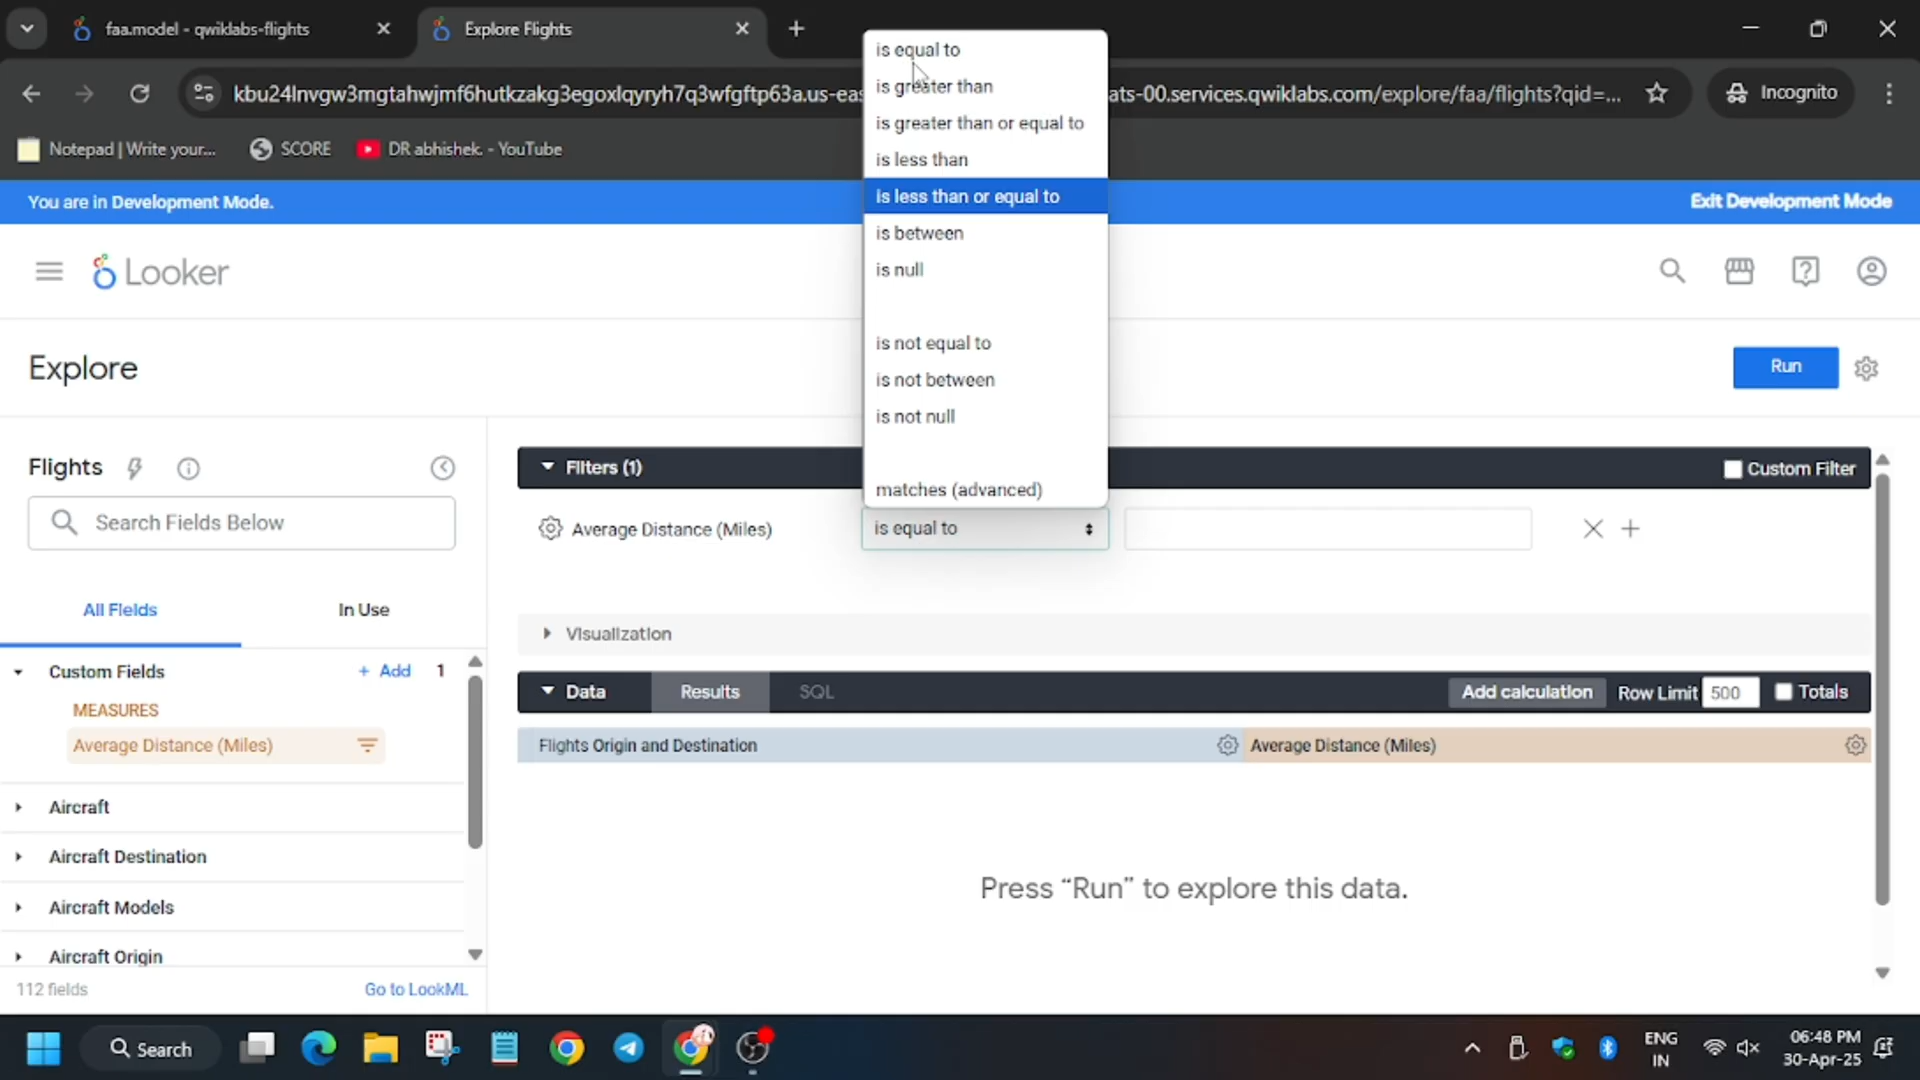 faa.model - qwiklabs-flights
Explore Flights
kbu24lnvgw3mgtahwjmf6hutkzakg3egoxlqyryh7q3wfgftp63a.us-eas
ats-00.services.qwiklabs.com/explore/faa/flights?qid=...
Incognito
Notepad | Write your...
SCORE
DR abhishek. - YouTube
You are in Development Mode.
Exit Development Mode
Looker
Explore
Run
is equal to
is greater than
is greater than or equal to
is less than
is less than or equal to
is between
is null
is not equal to
is not between
is not null
matches (advanced)
Flights
Search Fields Below
All Fields
In Use
Custom Fields
+ Add
1
MEASURES
Average Distance (Miles)
Aircraft
Aircraft Destination
Aircraft Models
Aircraft Origin
112 fields
Go to LookML
Filters (1)
Custom Filter
Average Distance (Miles)
is equal to
Visualization
Data
Results
SQL
Add calculation
Row Limit
500
Totals
Flights Origin and Destination
Average Distance (Miles)
Press “Run” to explore this data.
Search
ENG
IN
06:48 PM
30-Apr-25